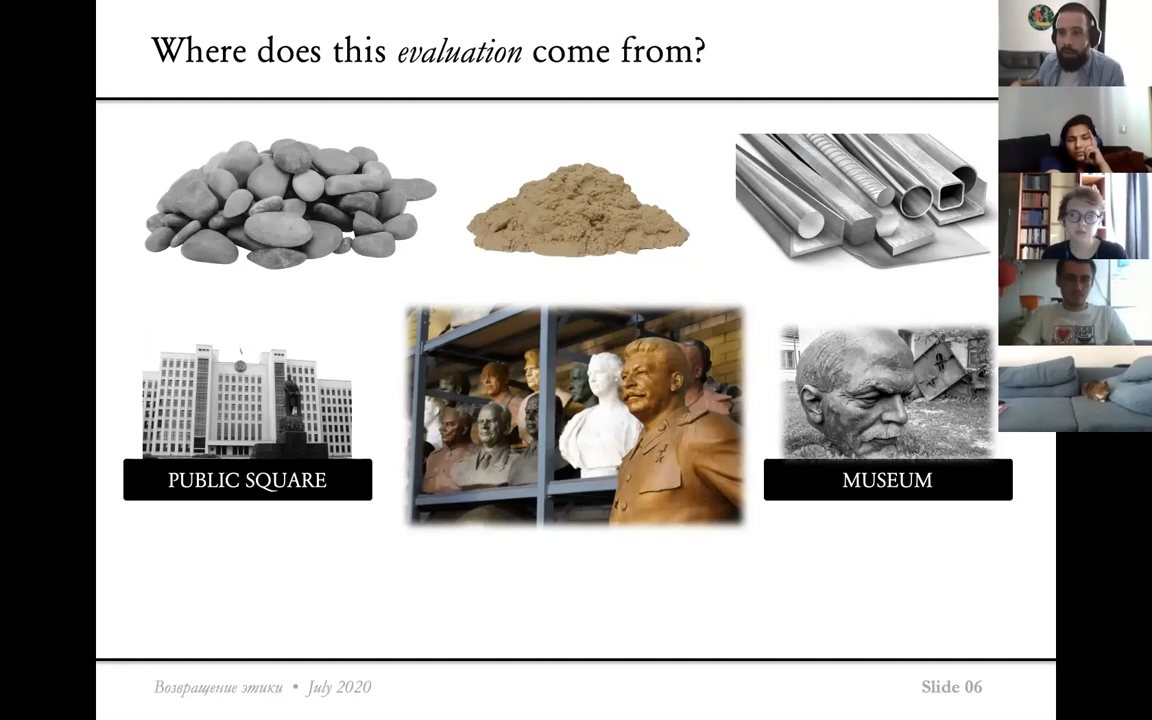 Where does this evaluation come from?
PUBLIC SQUARE
MUSEUM
Возвращение этики • July 2020
Slide 06